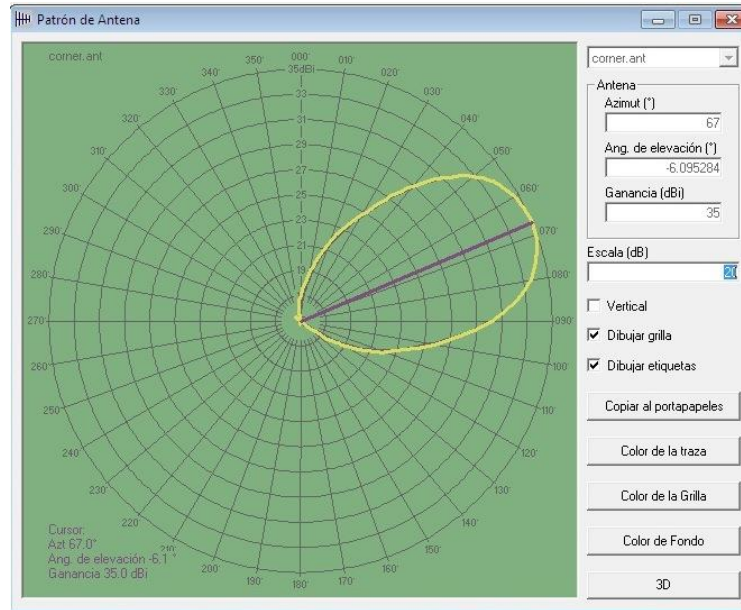 Patrón de Antena
corner.ant
000'
35dBi
33
31
29
27
25
23
21
19
010'
020'
030'
040'
050'
060'
070'
080'
090'
100'
110'
120'
130'
140'
150'
160'
170'
180'
190'
200'
210'
220'
230'
240'
250'
260'
270'
280'
290'
300'
310'
320'
330'
340'
350'
Cursor:
Azt 67.0°
Ang. de elevación -6.1 °
Ganancia 35.0 dBi
corner.ant
Antena
Azimut (°)
67
Ang. de elevación (°)
-6.095284
Ganancia (dBi)
35
Escala (dB)
20
Vertical
Dibujar grilla
Dibujar etiquetas
Copiar al portapapeles
Color de la traza
Color de la Grilla
Color de Fondo
3D